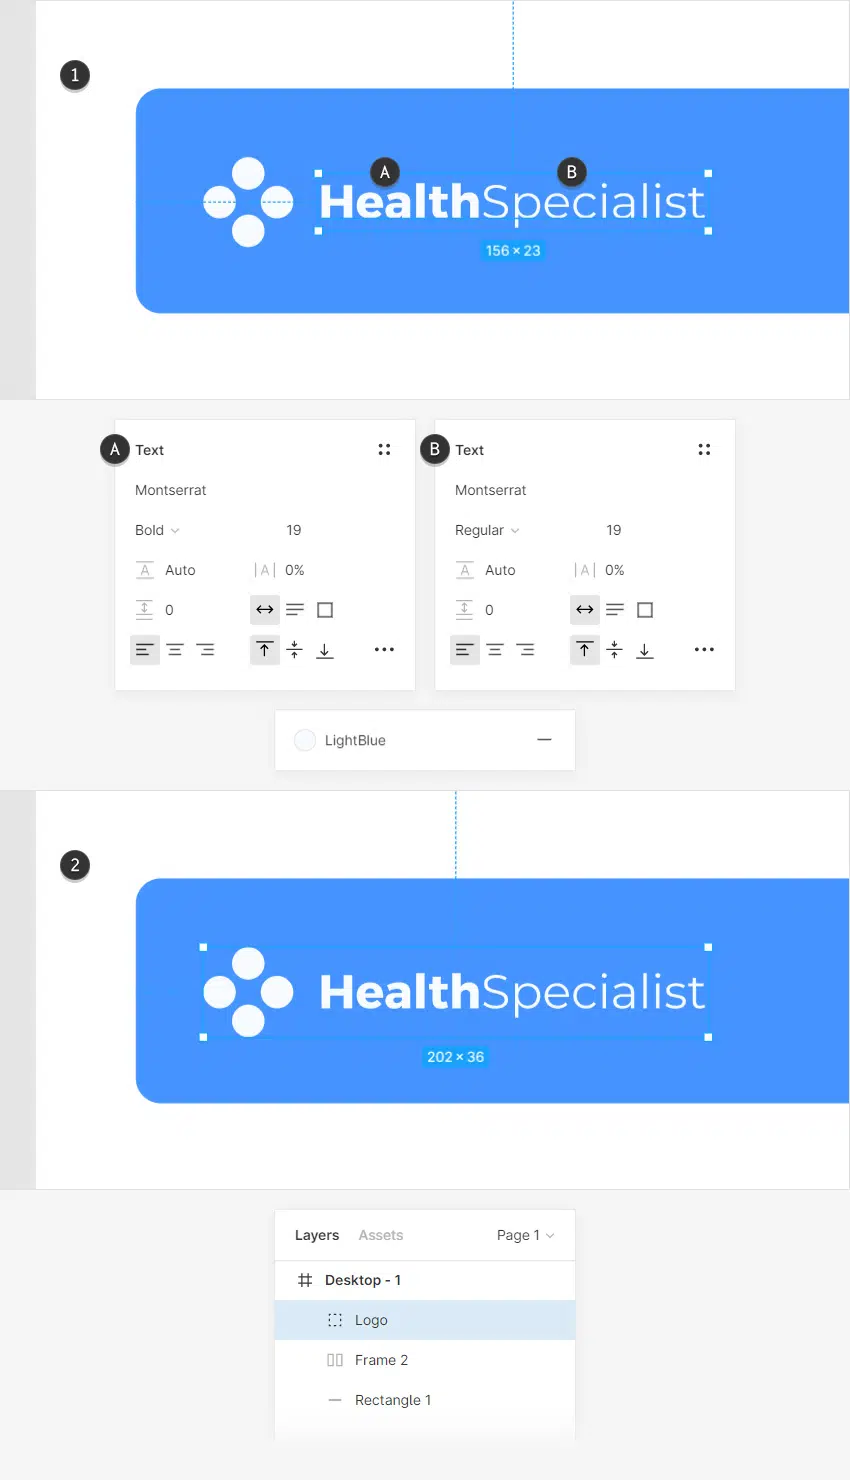 1
A
B
HealthSpecialist
156 × 23
A
Text
Montserrat
Bold
19
A
Auto
|A|
0%
0
B
Text
Montserrat
Regular
19
A
Auto
|A|
0%
0
LightBlue
2
HealthSpecialist
202 × 36
Layers
Assets
Page 1
Desktop - 1
Logo
Frame 2
Rectangle 1